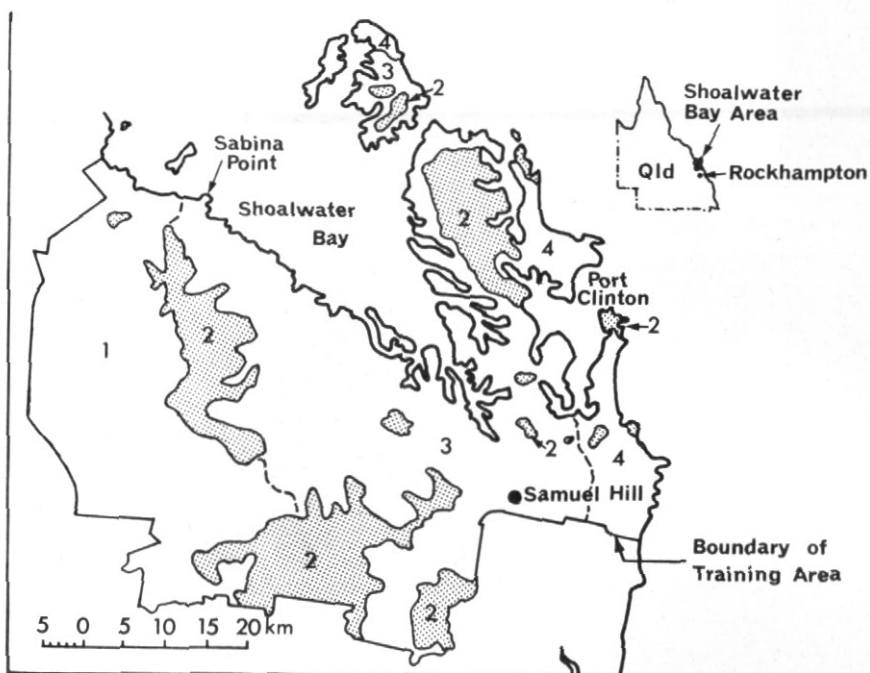 4
3
2
Shoalwater
Bay Area
Sabina
Point
Qld
Rockhampton
Shoalwater
Bay
2
4
Port
Clinton
2
1
2
3
2
4
Samuel Hill
2
Boundary of
Training Area
2
5 0 5 10 15 20 km